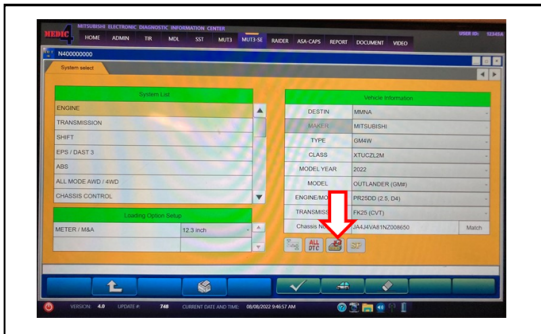 MITSUBISHI ELECTRONIC DIAGNOSTIC INFORMATION CENTER
MEDIC 4
HOME ADMIN TIR MDL SST MUT3 MUT3-SE RAIDER ASA-CAPS REPORT DOCUMENT VIDEO
N400000000
System select
System List
ENGINE
TRANSMISSION
SHIFT
EPS / DAST 3
ABS
ALL MODE AWD / 4WD
CHASSIS CONTROL
Loading Option Setup
METER / M&A 12.3 inch
Vehicle Information
DESTIN MMNA
MAKER MITSUBISHI
TYPE GM4W
CLASS XTUCZL2M
MODEL YEAR 2022
MODEL OUTLANDER (GM#)
ENGINE/MO PR25DD (2.5, D4)
TRANSMISS FK25 (CVT)
Chassis N JA4J4VA81NZ008650 Match
ALL DTC
VERSION 4.0 UPDATE #: 748 CURRENT DATE AND TIME: 08/08/2022 9:46:57 AM